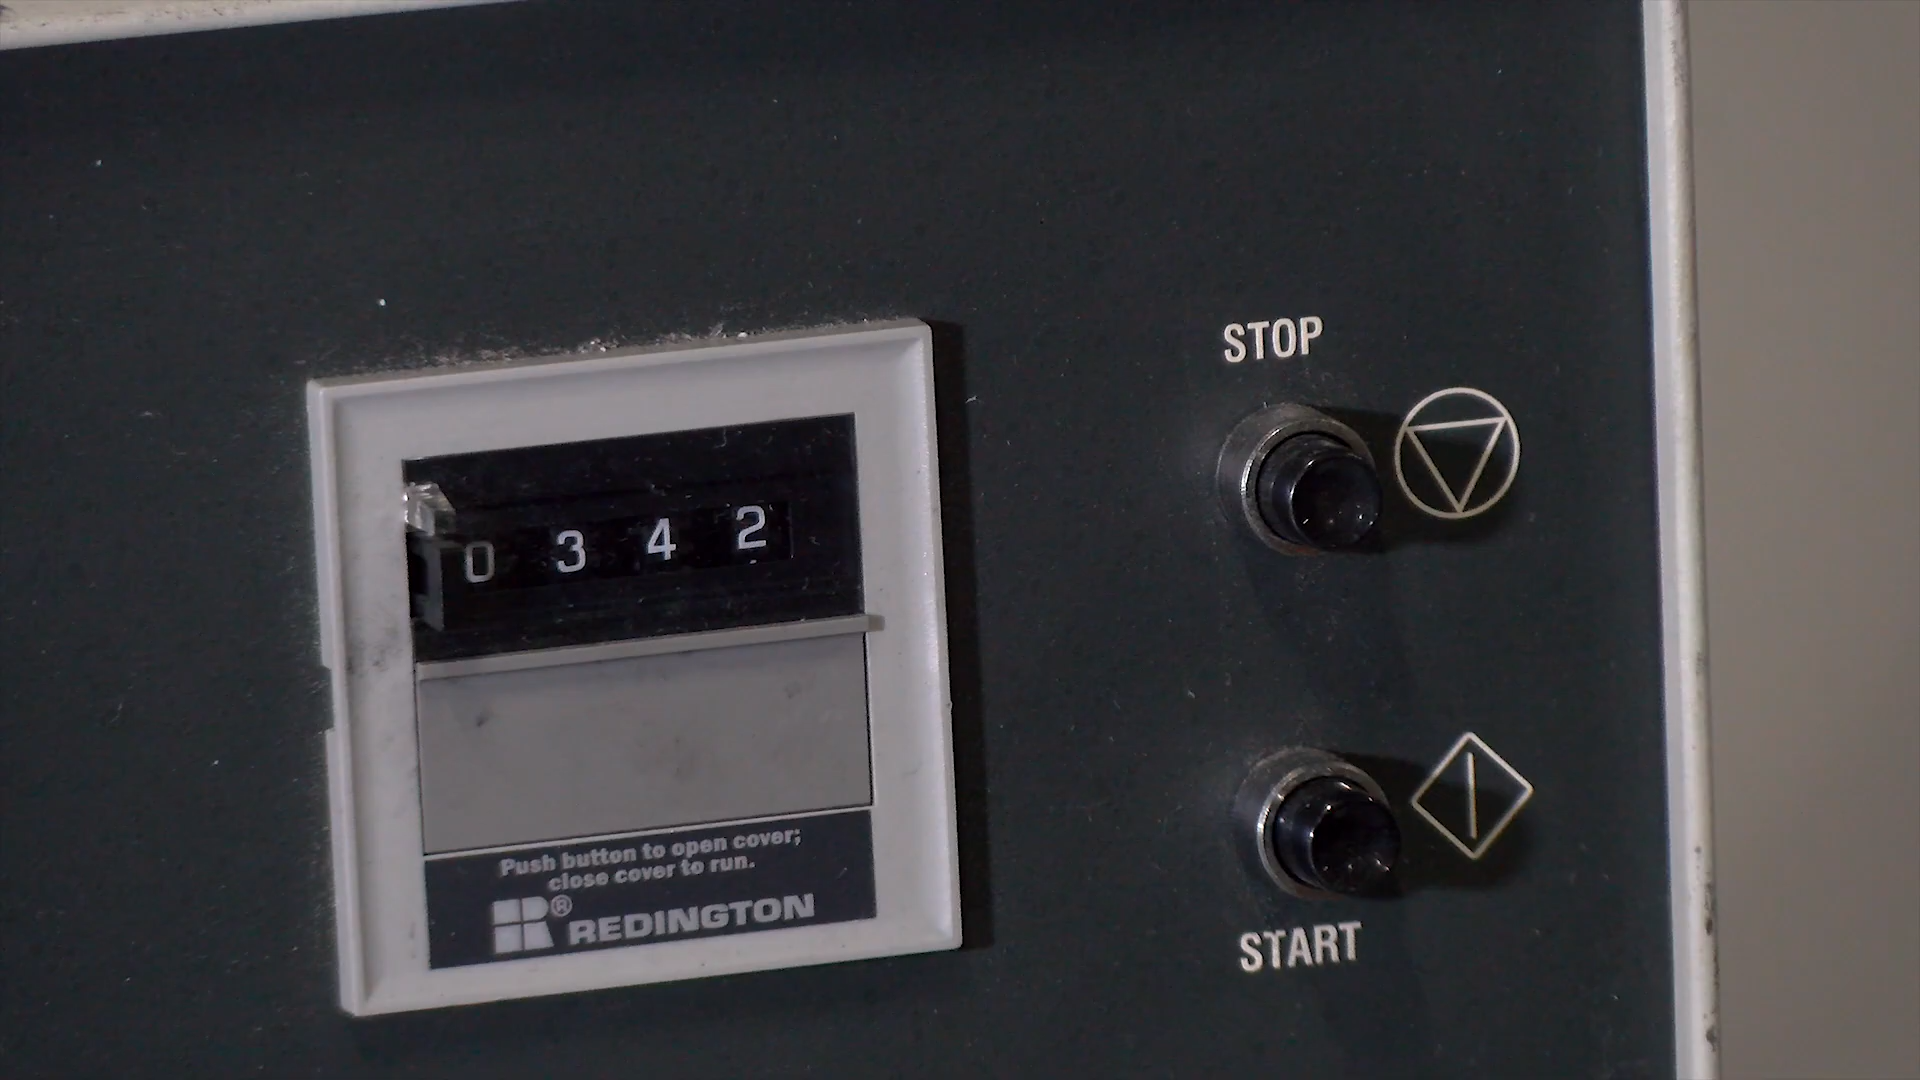 STOP
0 3 4 2
Push button to open cover;
close cover to run.
R® REDINGTON
START